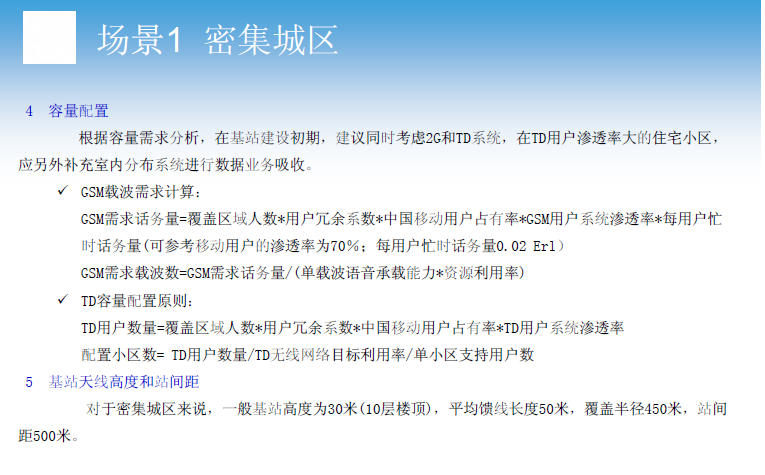 场景1 密集城区
4 容量配置
根据容量需求分析，在基站建设初期，建议同时考虑2G和TD系统，在TD用户渗透率大的住宅小区，
应另外补充室内分布系统进行数据业务吸收。
✓ GSM载波需求计算：
GSM需求话务量=覆盖区域人数*用户冗余系数*中国移动用户占有率*GSM用户系统渗透率*每用户忙
时话务量(可参考移动用户的渗透率为70％；每用户忙时话务量0.02 Erl）
GSM需求载波数=GSM需求话务量/(单载波语音承载能力*资源利用率)
✓ TD容量配置原则：
TD用户数量=覆盖区域人数*用户冗余系数*中国移动用户占有率*TD用户系统渗透率
配置小区数= TD用户数量/TD无线网络目标利用率/单小区支持用户数
5 基站天线高度和站间距
对于密集城区来说，一般基站高度为30米(10层楼顶)，平均馈线长度50米，覆盖半径450米，站间
距500米。